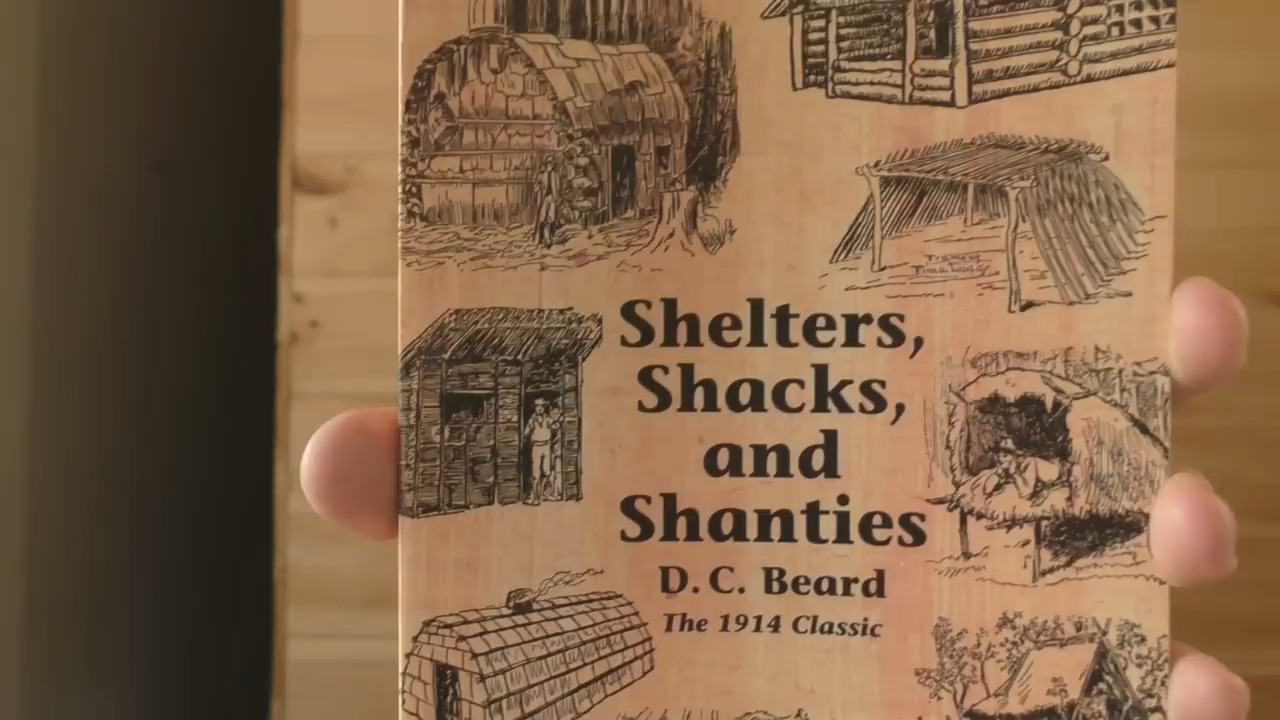 Shelters,
Shacks,
and
Shanties
D. C. Beard
The 1914 Classic